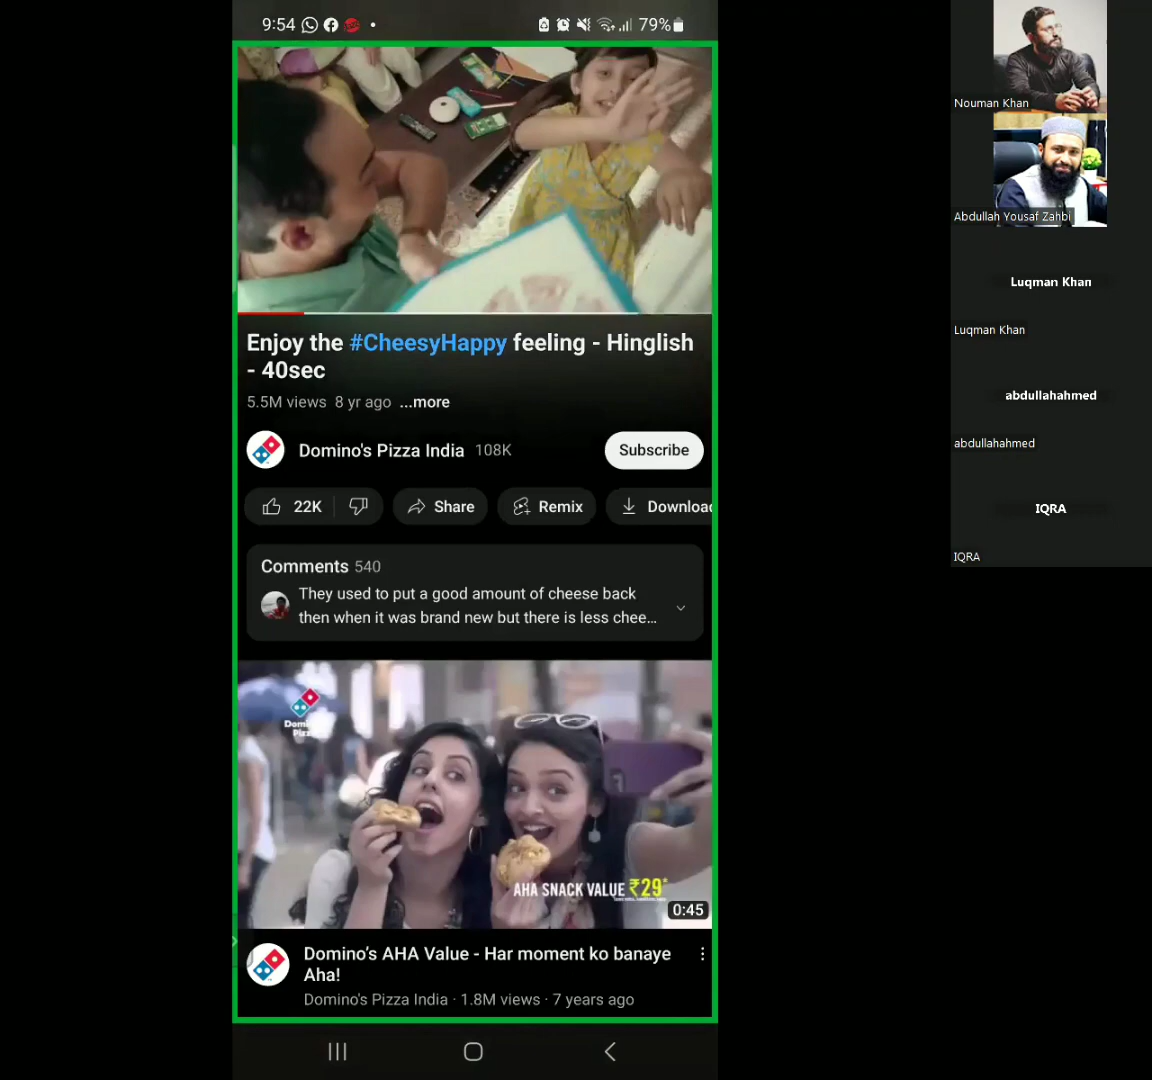 9:54
79%
Enjoy the #CheesyHappy feeling - Hinglish
- 40sec
5.5M views 8 yr ago ...more
Domino's Pizza India 108K
Subscribe
22K
Share
Remix
Downloa
Comments 540
They used to put a good amount of cheese back
then when it was brand new but there is less chee...
AHA SNACK VALUE ₹29*
0:45
Domino's AHA Value - Har moment ko banaye
Aha!
Domino's Pizza India · 1.8M views · 7 years ago
Nouman Khan
Abdullah Yousaf Zahbi
Luqman Khan
Luqman Khan
abdullahahmed
abdullahahmed
IQRA
IQRA